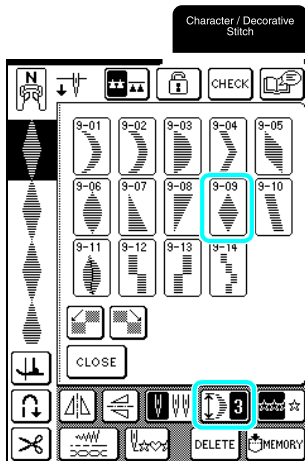 Character / Decorative
Stitch
N
CHECK
9-01 9-02 9-03 9-04 9-05
9-06 9-07 9-08 9-09 9-10
9-11 9-12 9-13 9-14
CLOSE
3
DELETE MEMORY